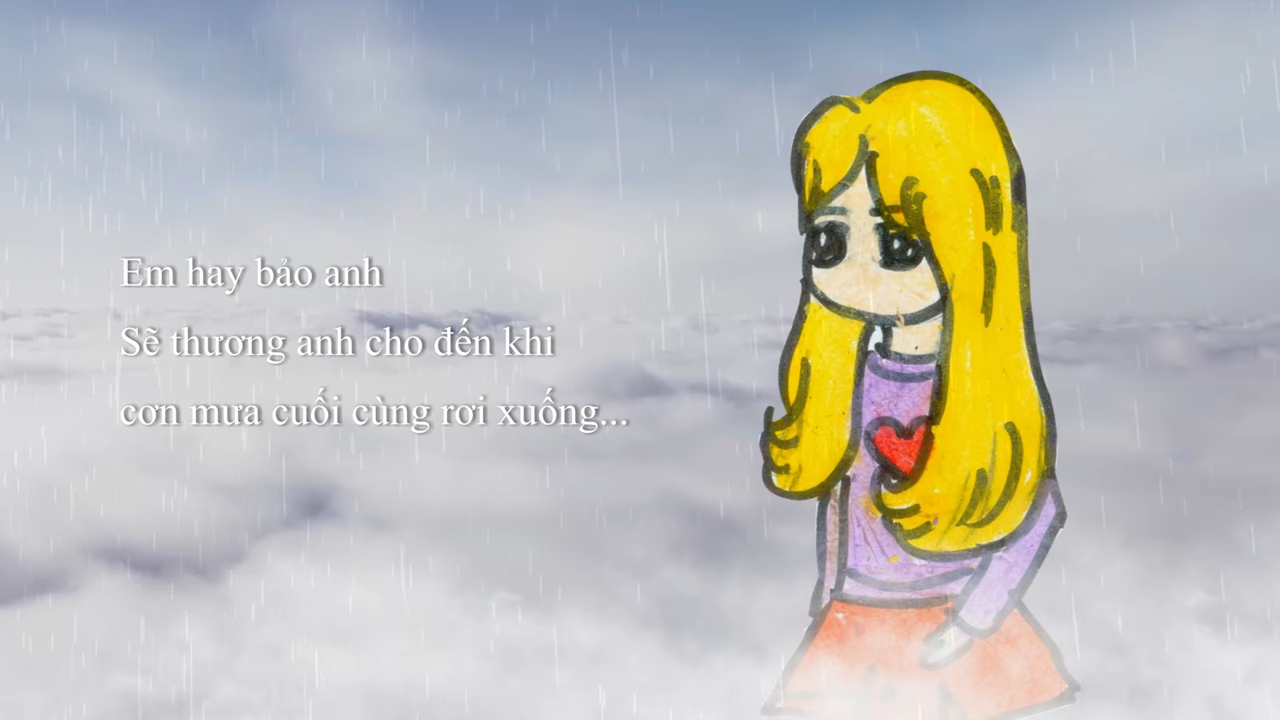 Em hay bảo anh
Sẽ thương anh cho đến khi
cơn mưa cuối cùng rơi xuống...